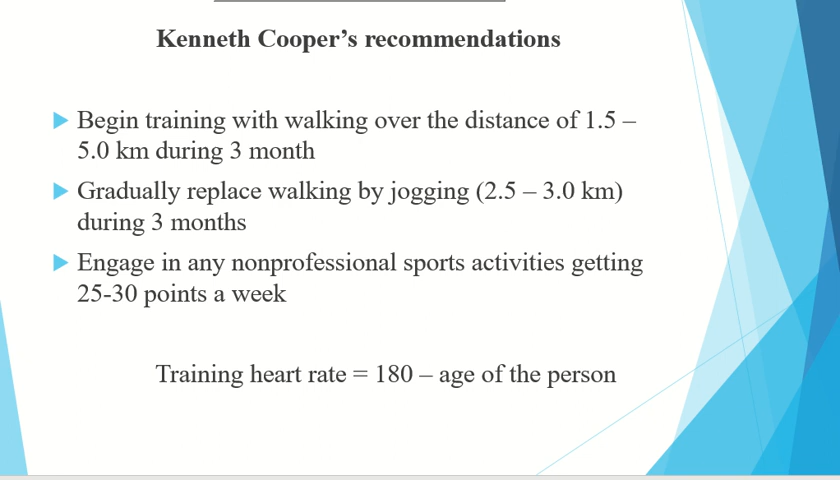 Kenneth Cooper’s recommendations
Begin training with walking over the distance of 1.5 –
5.0 km during 3 month
Gradually replace walking by jogging (2.5 – 3.0 km)
during 3 months
Engage in any nonprofessional sports activities getting
25-30 points a week
Training heart rate = 180 – age of the person